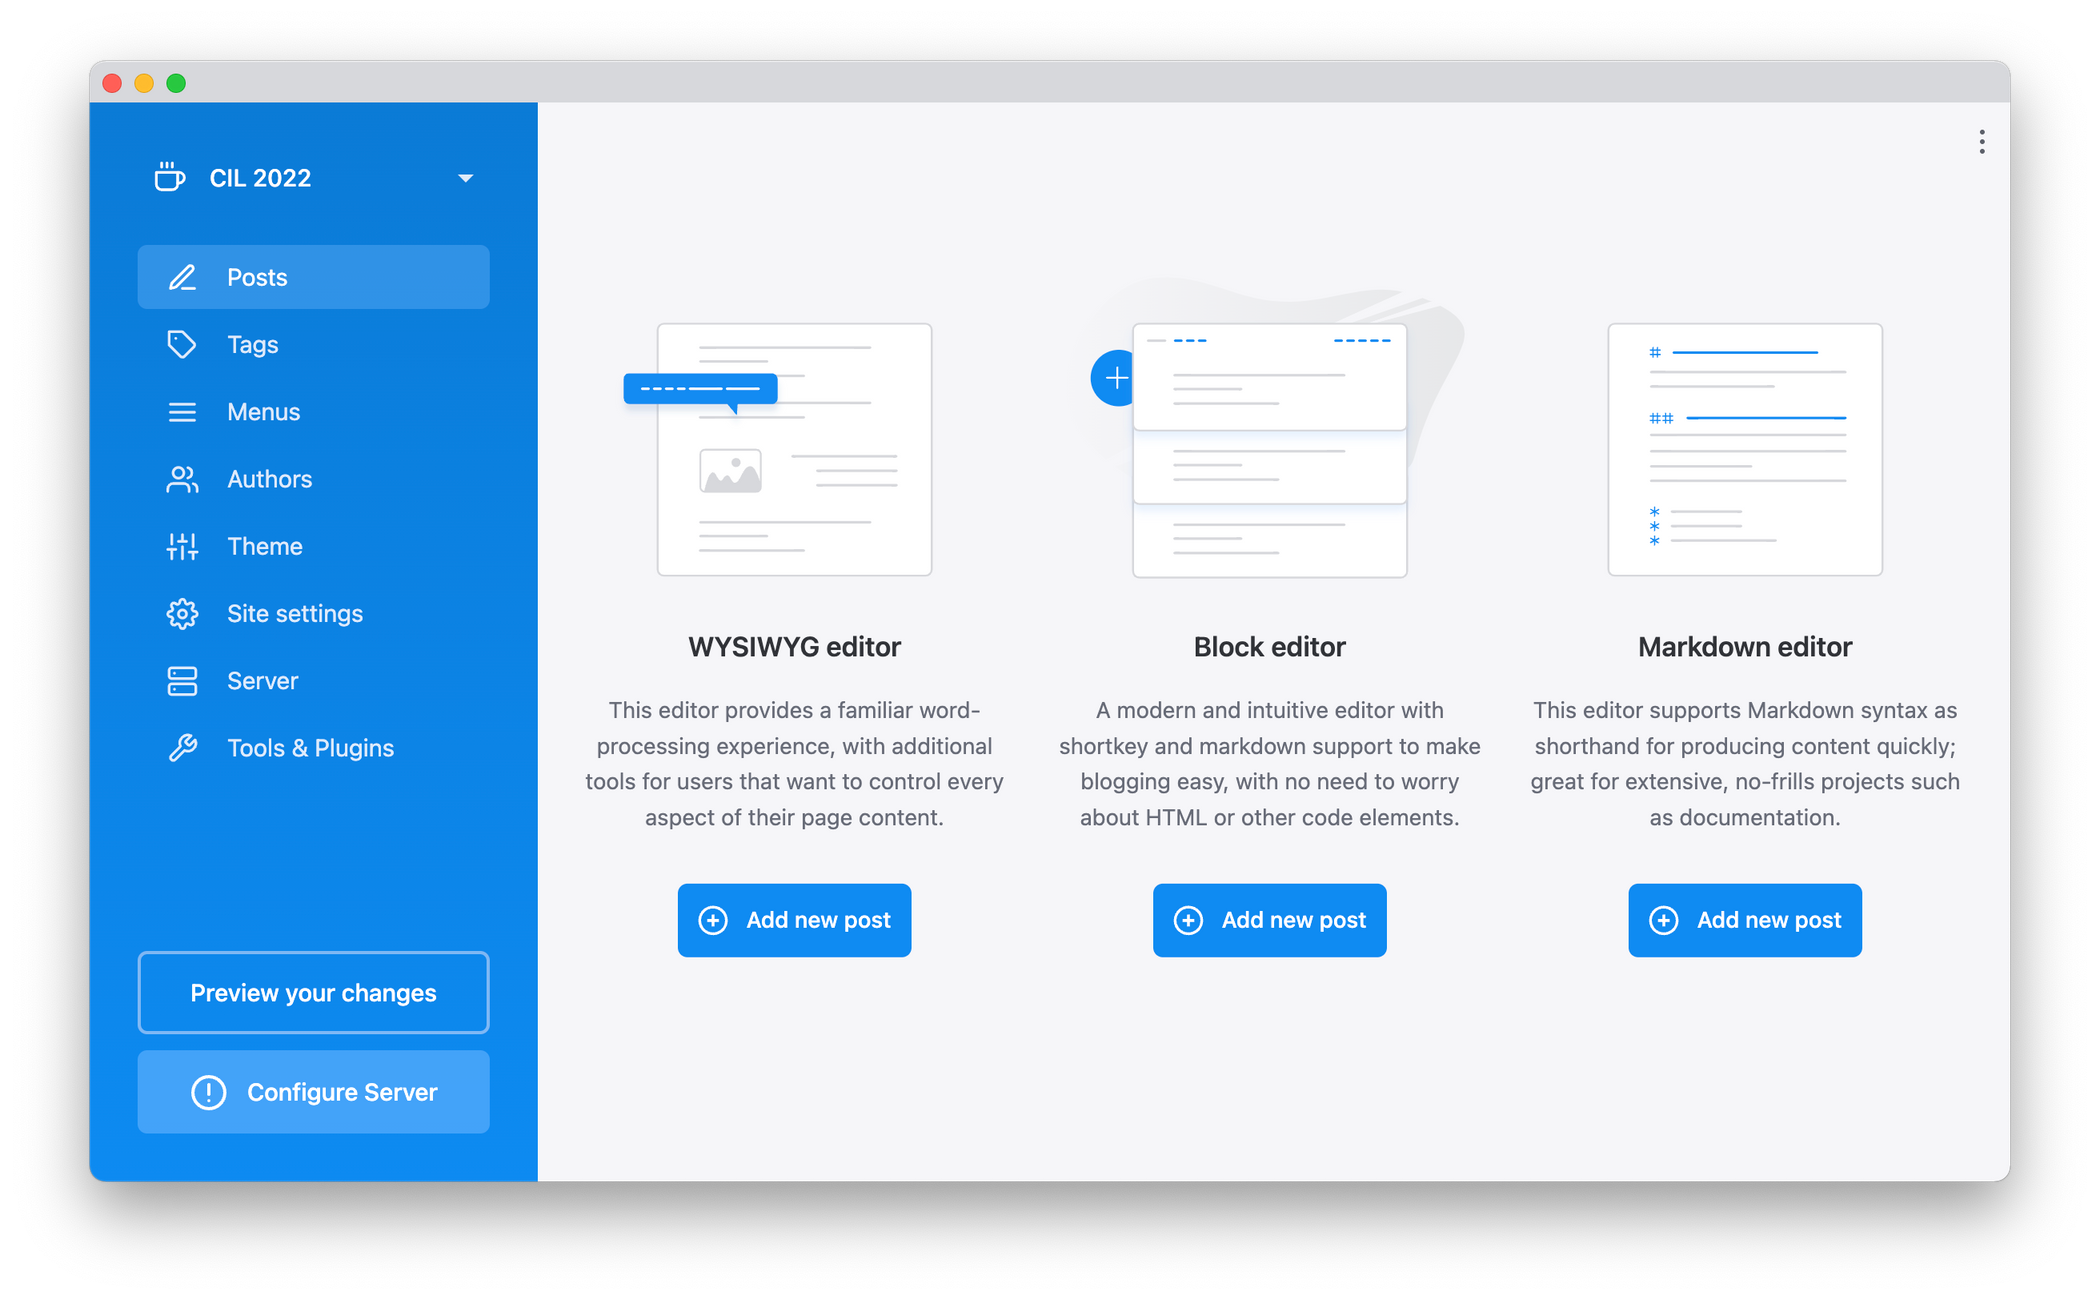 CIL 2022
Posts
Tags
Menus
Authors
Theme
Site settings
Server
Tools & Plugins
Preview your changes
Configure Server
WYSIWYG editor
This editor provides a familiar word-
processing experience, with additional
tools for users that want to control every
aspect of their page content.
Add new post
Block editor
A modern and intuitive editor with
shortkey and markdown support to make
blogging easy, with no need to worry
about HTML or other code elements.
Add new post
#
##
*
*
*
Markdown editor
This editor supports Markdown syntax as
shorthand for producing content quickly;
great for extensive, no-frills projects such
as documentation.
Add new post